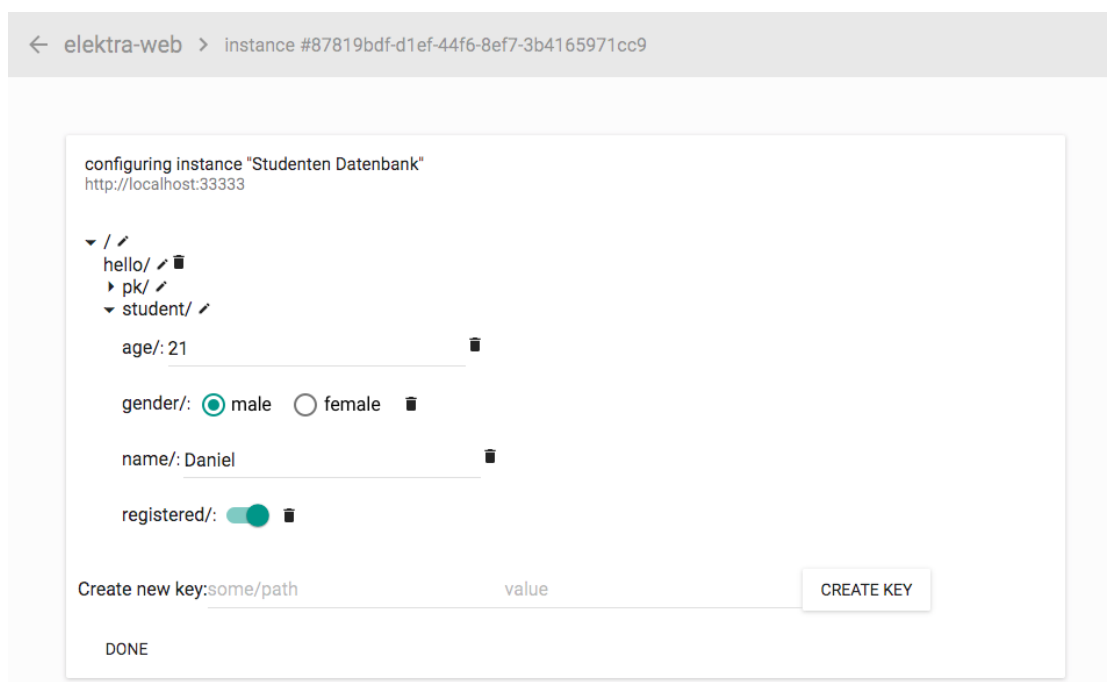 elektra-web > instance #87819bdf-d1ef-44f6-8ef7-3b4165971cc9
configuring instance "Studenten Datenbank"
http://localhost:33333
/
hello/
pk/
student/
age/: 21
gender/: male female
name/: Daniel
registered/:
Create new key: some/path value CREATE KEY
DONE